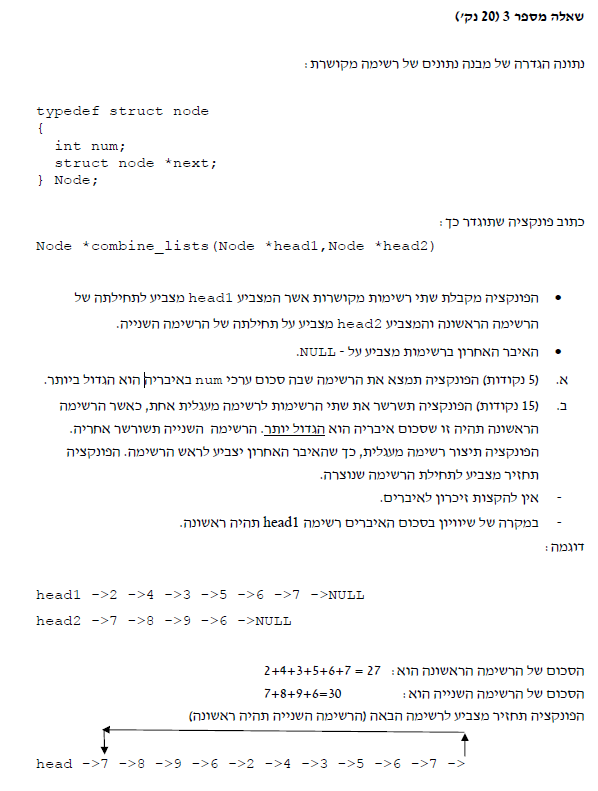 שאלה מספר 3 (20 נק')
נתונה הגדרה של מבנה נתונים של רשימה מקושרת:
typedef struct node
{
int num;
struct node *next;
} Node;
כתוב פונקציה שתוגדר כך:
Node *combine_lists(Node *head1,Node *head2)
• הפונקציה מקבלת שתי רשימות מקושרות אשר המצביע head1 מצביע לתחילתה של
הרשימה הראשונה והמצביע head2 מצביע על תחילתה של הרשימה השנייה.
• האיבר האחרון ברשימות מצביע על - NULL.
א. (5 נקודות) הפונקציה תמצא את הרשימה שבה סכום ערכי num באיבריה הוא הגדול ביותר.
ב. (15 נקודות) הפונקציה תשרשר את שתי הרשימות לרשימה מעגלית אחת, כאשר הרשימה
הראשונה תהיה זו שסכום איבריה הוא הגדול יותר. הרשימה השנייה תשורשר אחריה.
הפונקציה תיצור רשימה מעגלית, כך שהאיבר האחרון יצביע לראש הרשימה. הפונקציה
תחזיר מצביע לתחילת הרשימה שנוצרה.
- אין להקצות זיכרון לאיברים.
- במקרה של שיוויון בסכום האיברים רשימה head1 תהיה ראשונה.
דוגמה:
head1 ->2 ->4 ->3 ->5 ->6 ->7 ->NULL
head2 ->7 ->8 ->9 ->6 ->NULL
הסכום של הרשימה הראשונה הוא: 2+4+3+5+6+7 = 27
הסכום של הרשימה השנייה הוא: 7+8+9+6=30
הפונקציה תחזיר מצביע לרשימה הבאה (הרשימה השנייה תהיה ראשונה)
head ->7 ->8 ->9 ->6 ->2 ->4 ->3 ->5 ->6 ->7 ->